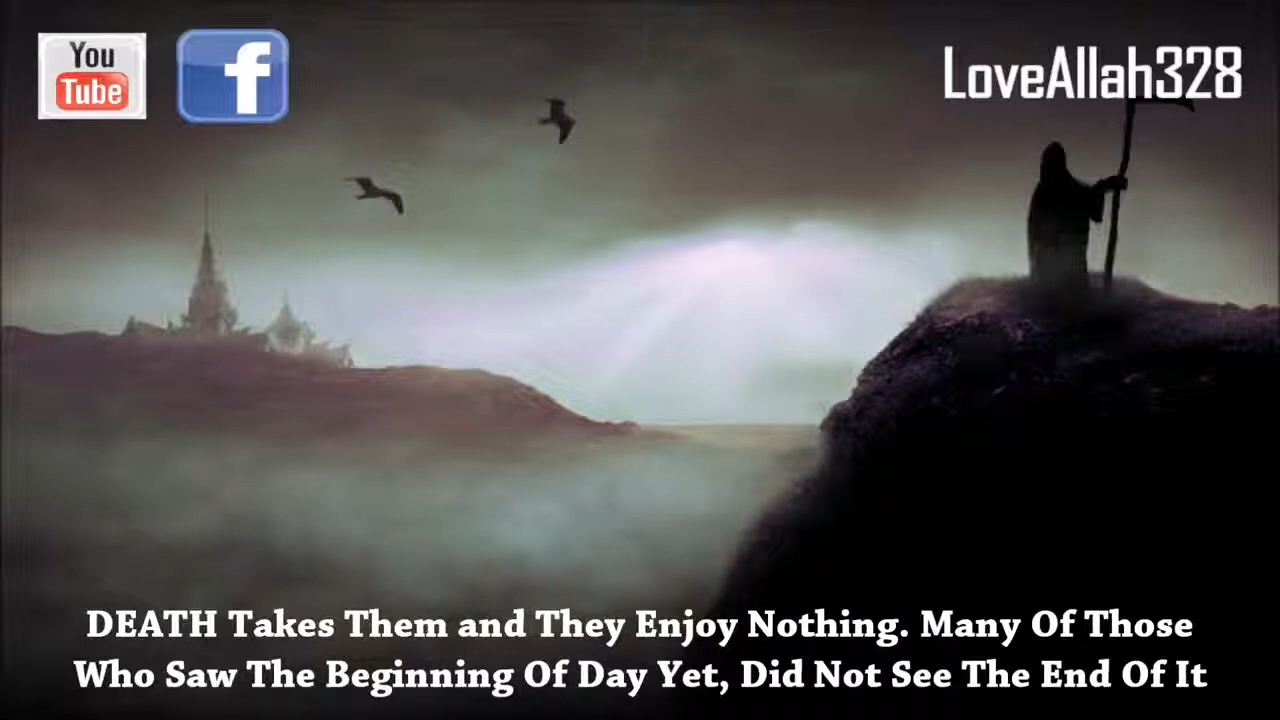 You
Tube
f
LoveAllah328
DEATH Takes Them and They Enjoy Nothing. Many Of Those
Who Saw The Beginning Of Day Yet, Did Not See The End Of It